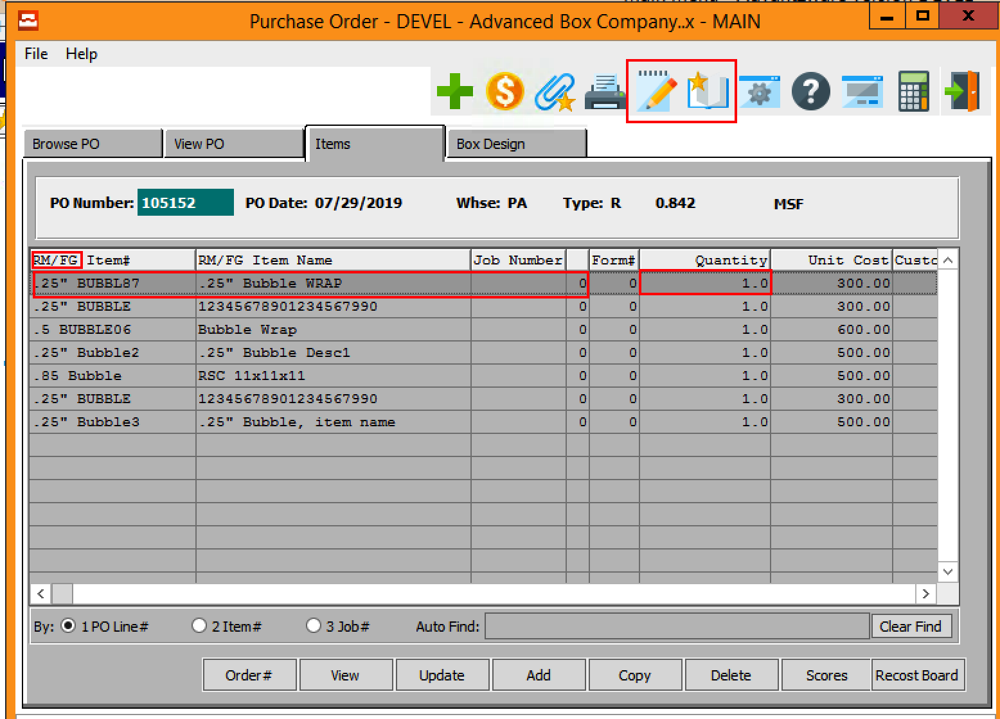 Purchase Order - DEVEL - Advanced Box Company..x - MAIN
File Help
Browse PO View PO Items Box Design
PO Number: 105152 PO Date: 07/29/2019 Whse: PA Type: R 0.842 MSF
RM/FG Item# RM/FG Item Name Job Number Form# Quantity Unit Cost Custo
.25" BUBBL87 .25" Bubble WRAP 0 0 1.0 300.00
.25" BUBBLE 12345678901234567990 0 0 1.0 300.00
.5 BUBBLE06 Bubble Wrap 0 0 1.0 600.00
.25" Bubble2 .25" Bubble Desc1 0 0 1.0 500.00
.85 Bubble RSC 11x11x11 0 0 1.0 500.00
.25" BUBBLE 12345678901234567990 0 0 1.0 300.00
.25" Bubble3 .25" Bubble, item name 0 0 1.0 500.00
By: 1 PO Line# 2 Item# 3 Job# Auto Find: Clear Find
Order# View Update Add Copy Delete Scores Recost Board